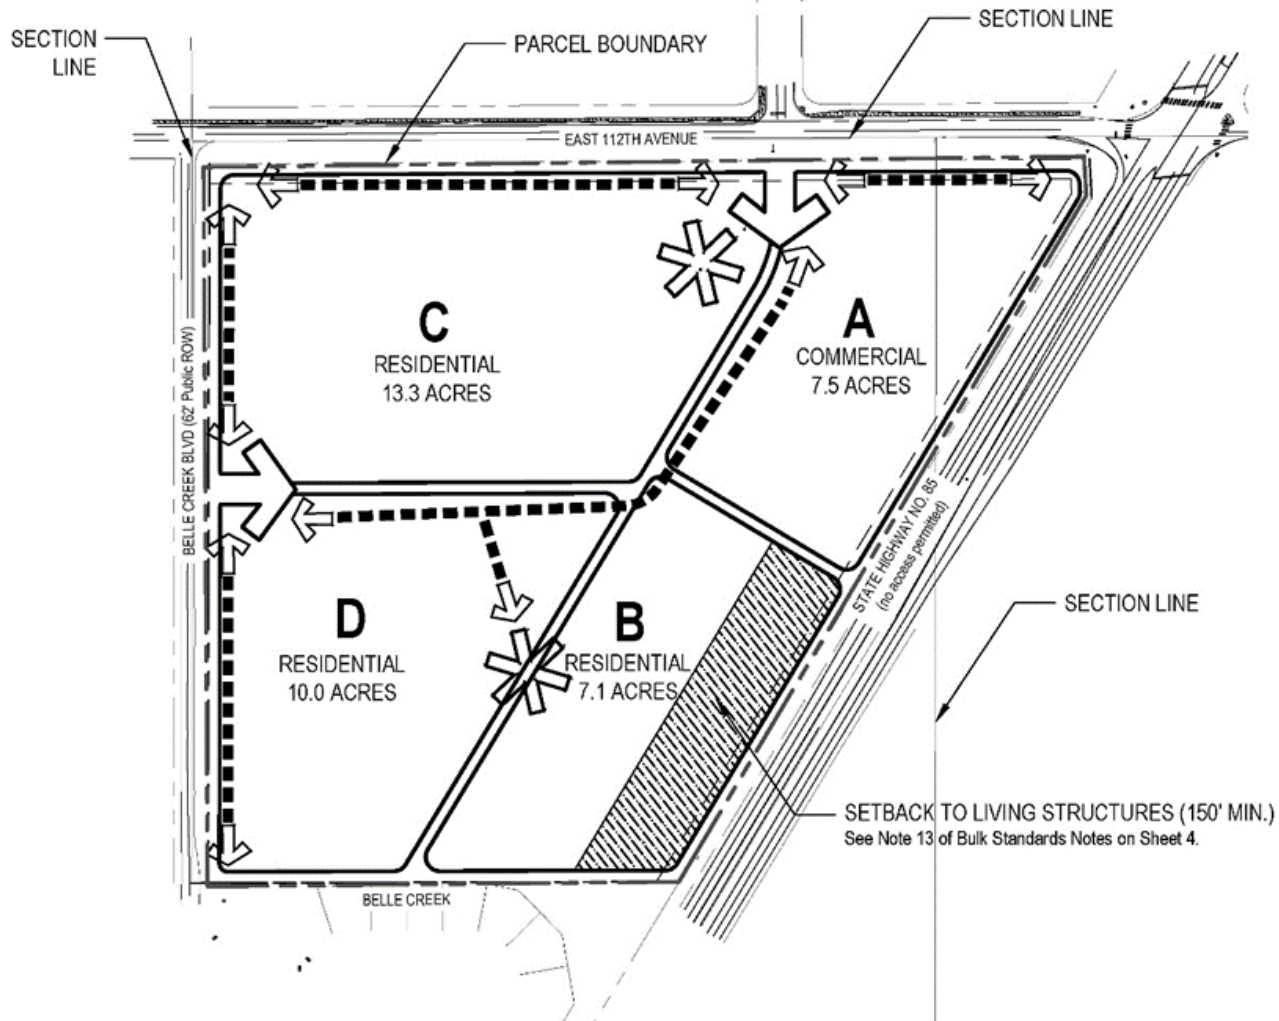 SECTION LINE
SECTION
LINE
PARCEL BOUNDARY
EAST 112TH AVENUE
C
RESIDENTIAL
13.3 ACRES
A
COMMERCIAL
7.5 ACRES
BELLE CREEK BLVD (62' Public ROW)
STATE HIGHWAY NO. 85
(no access permitted)
SECTION LINE
D
RESIDENTIAL
10.0 ACRES
B
RESIDENTIAL
7.1 ACRES
SETBACK TO LIVING STRUCTURES (150' MIN.)
See Note 13 of Bulk Standards Notes on Sheet 4.
BELLE CREEK